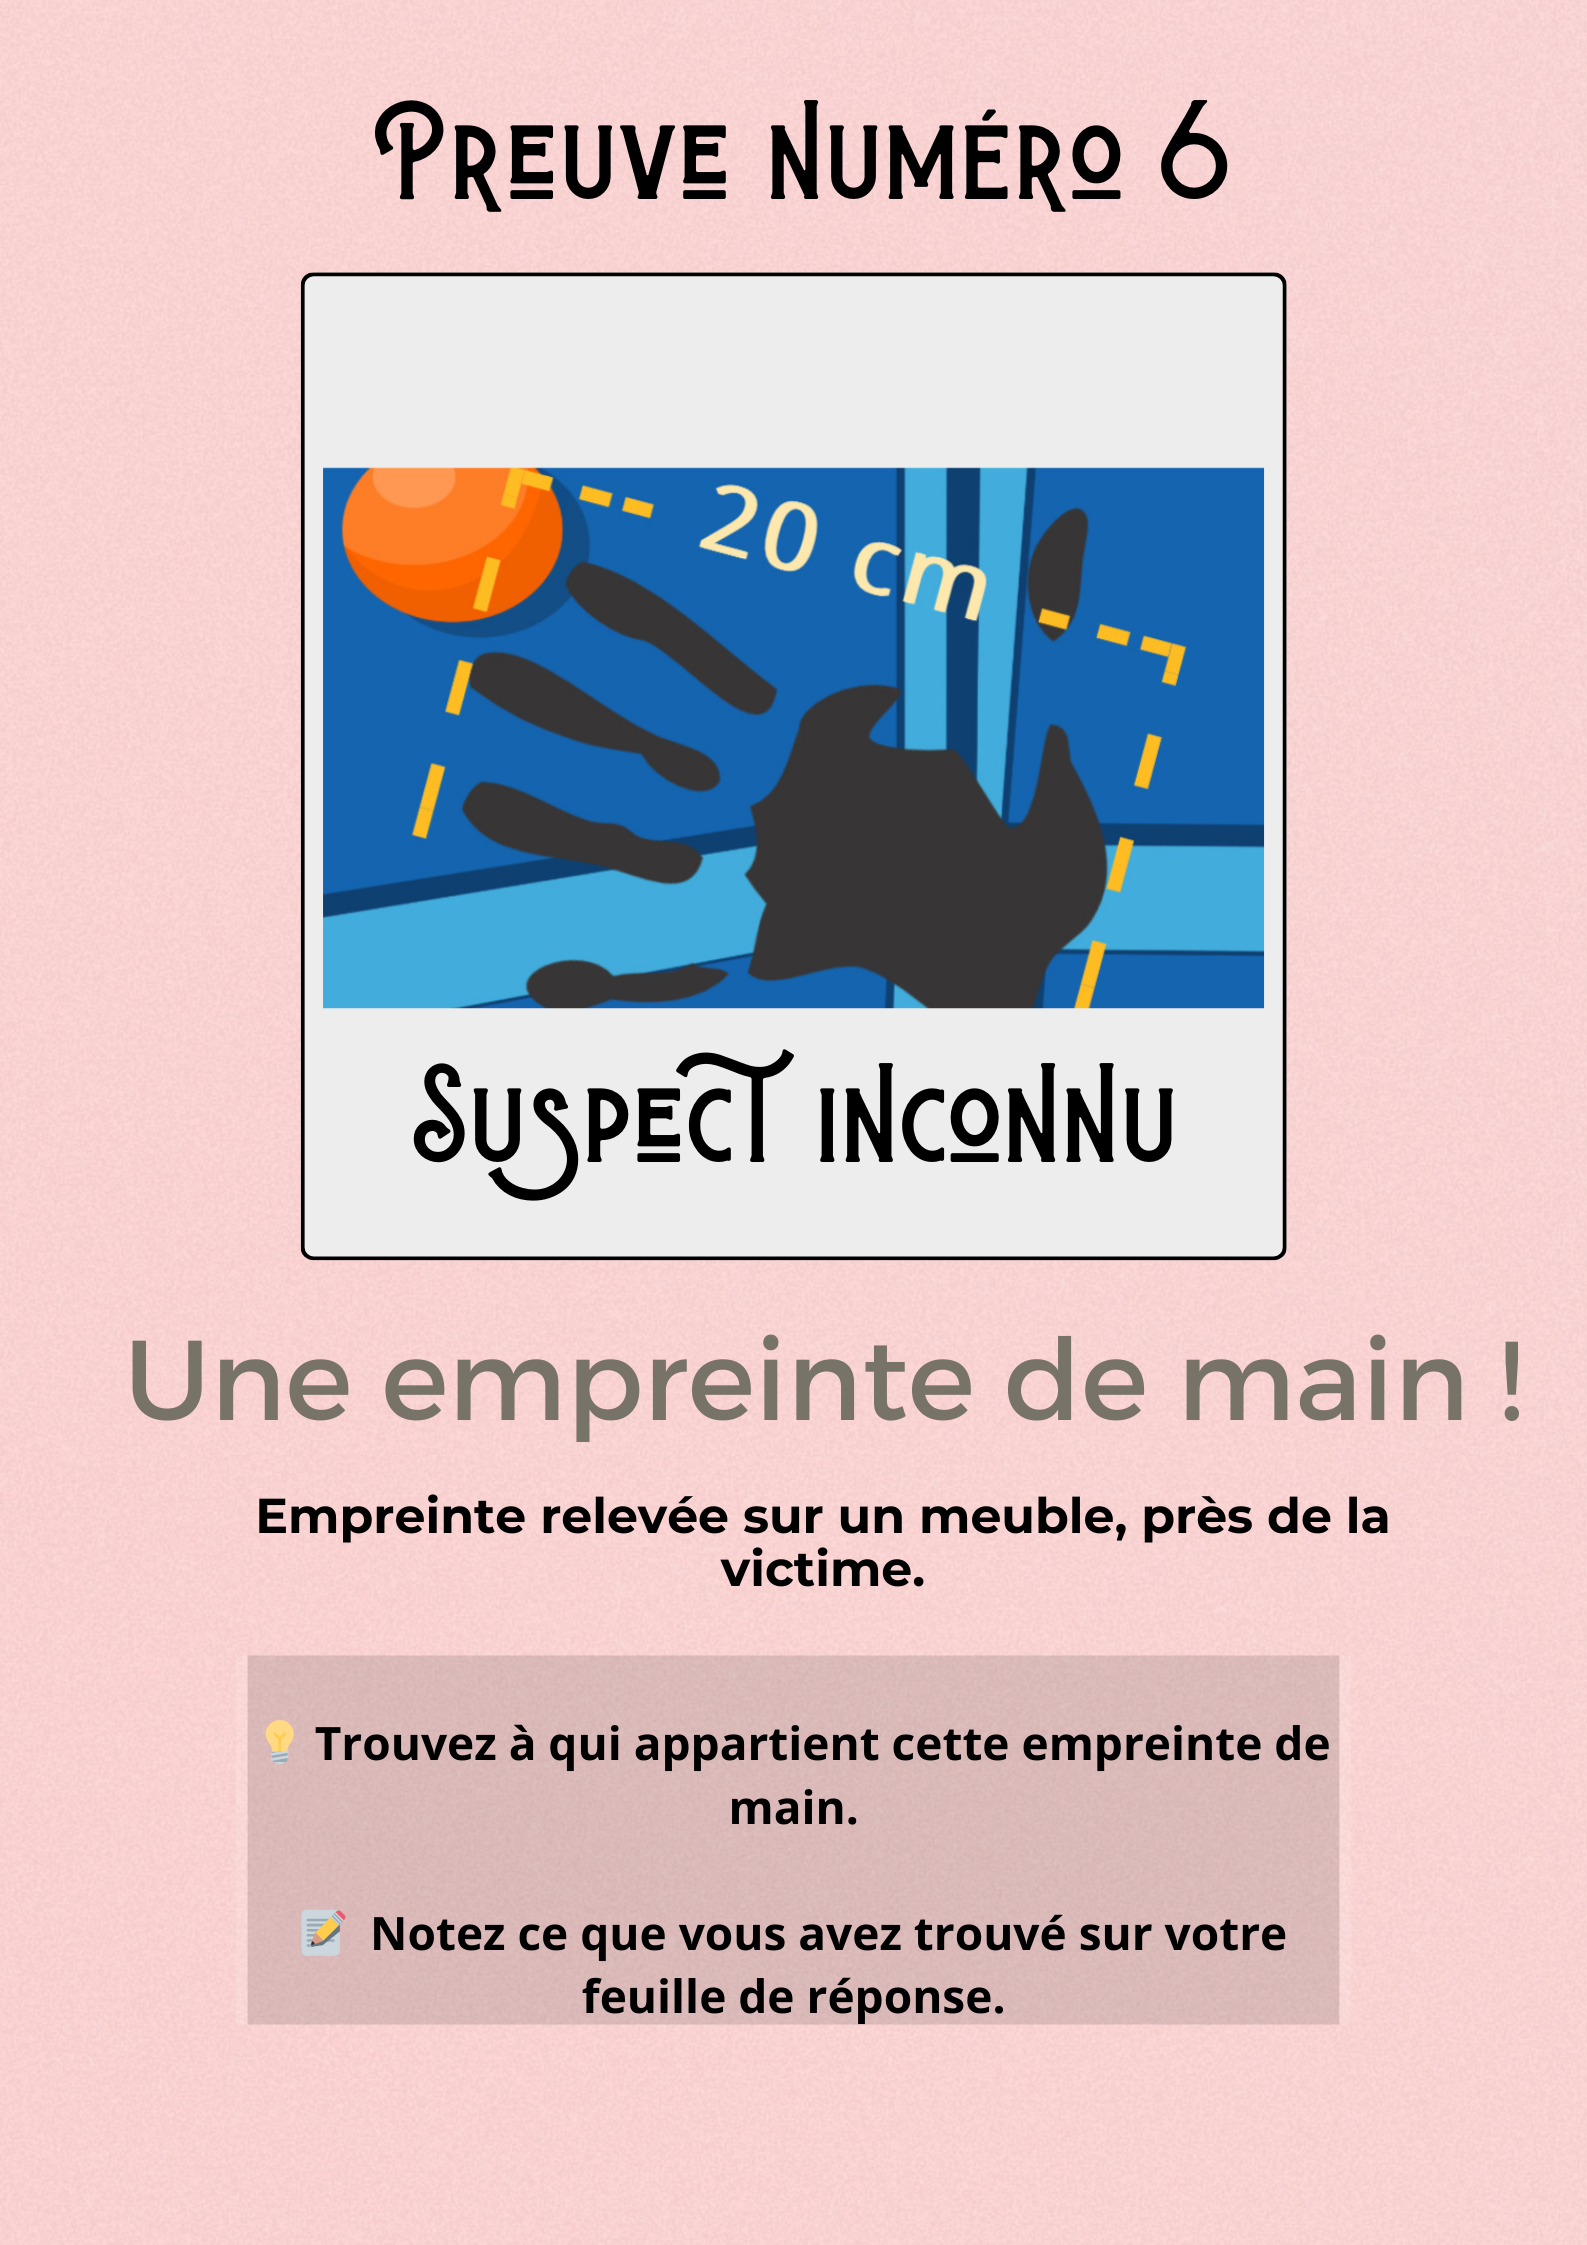 Preuve numéro 6
20 cm
Suspect inconnu
Une empreinte de main !
Empreinte relevée sur un meuble, près de la
victime.
💡 Trouvez à qui appartient cette empreinte de
main.
📝 Notez ce que vous avez trouvé sur votre
feuille de réponse.